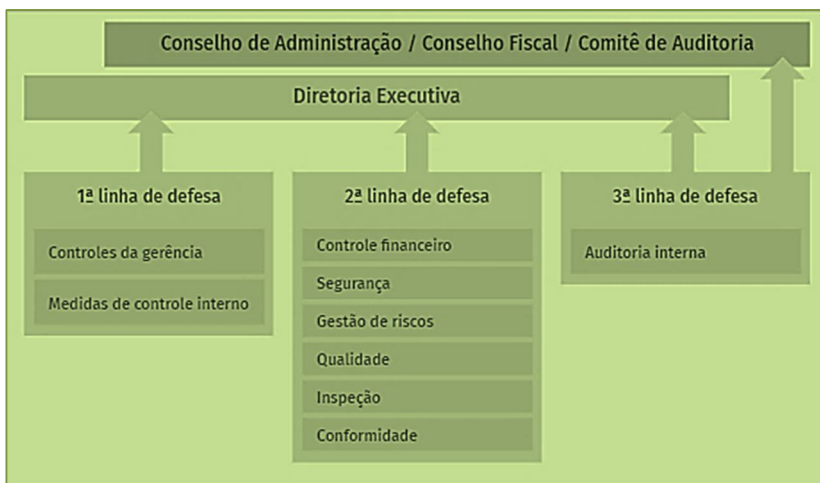 Conselho de Administração / Conselho Fiscal / Comitê de Auditoria
Diretoria Executiva
1ª linha de defesa
Controles da gerência
Medidas de controle interno
2ª linha de defesa
Controle financeiro
Segurança
Gestão de riscos
Qualidade
Inspeção
Conformidade
3ª linha de defesa
Auditoria interna